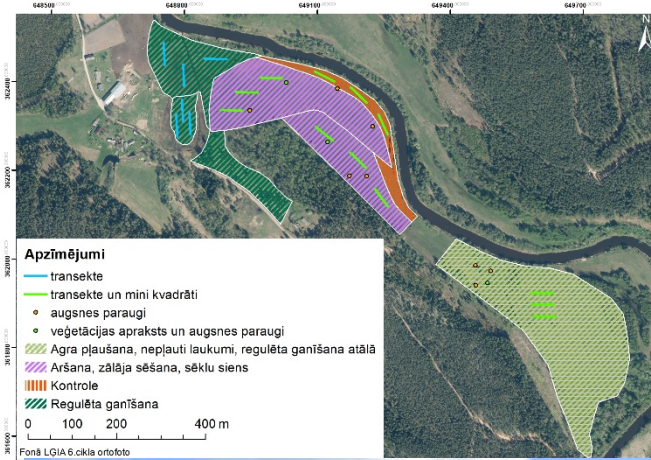 648500 648800 649100 649400 649700
N
362400
362200
362000
361800
361600
Apzīmējumi
transekte
transekte un mini kvadrāti
augsnes paraugi
veģetācijas apraksts un augsnes paraugi
Agra pļaušana, nepļauti laukumi, regulēta ganīšana atālā
Aršana, zālāja sēšana, sēklu siens
Kontrole
Regulēta ganīšana
0 100 200 400 m
Fonā LGIA 6.cikla ortofoto